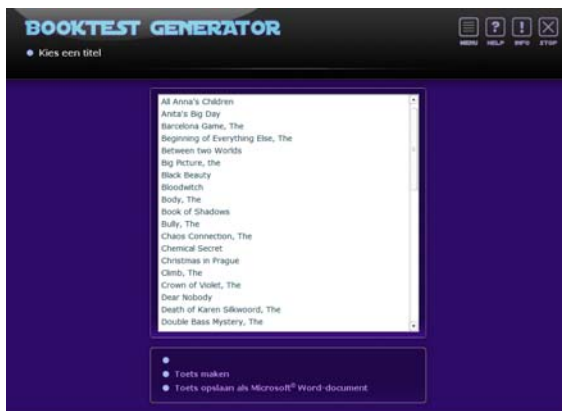 BOOKTEST GENERATOR
Kies een titel
MENU HELP INFO STOP
All Anna's Children
Anita's Big Day
Barcelona Game, The
Beginning of Everything Else, The
Between two Worlds
Big Picture, the
Black Beauty
Bloodwitch
Body, The
Book of Shadows
Bully, The
Chaos Connection, The
Chemical Secret
Christmas in Prague
Climb, The
Crown of Violet, The
Dear Nobody
Death of Karen Silkwoord, The
Double Bass Mystery, The
Toets maken
Toets opslaan als Microsoft® Word-document